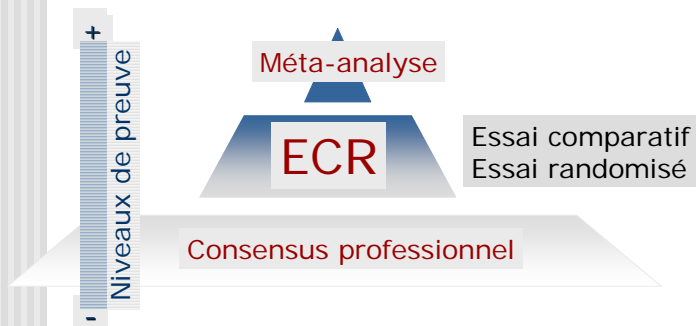 +
Niveaux de preuve
-
Méta-analyse
ECR
Essai comparatif
Essai randomisé
Consensus professionnel